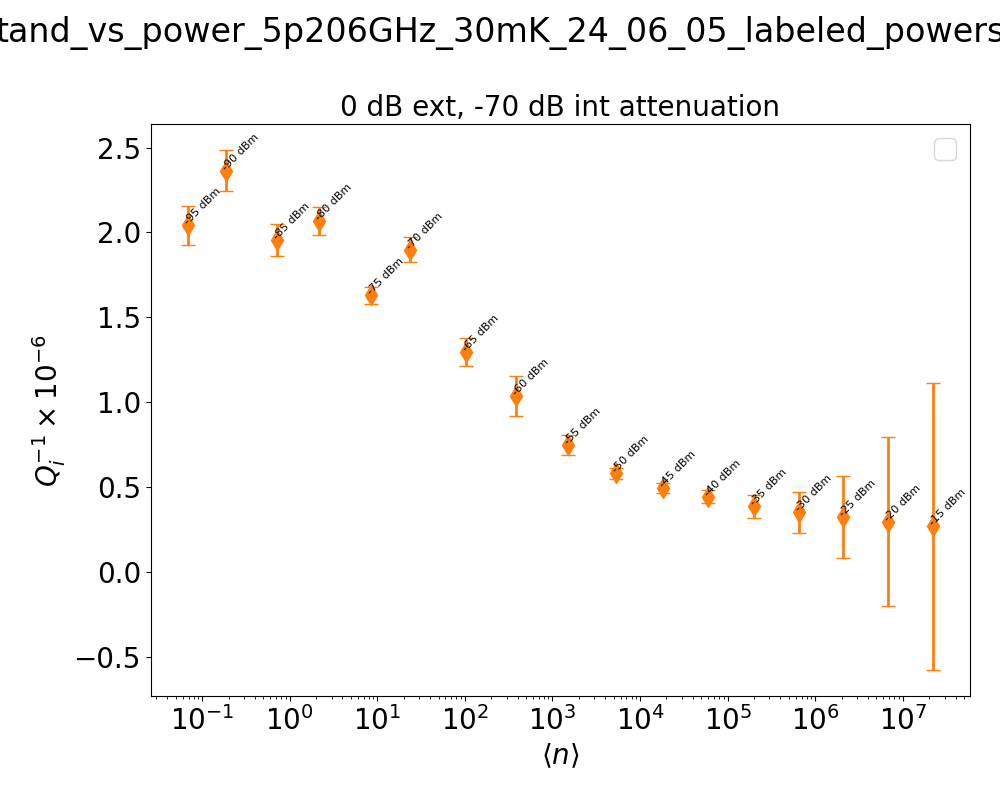 tand_vs_power_5p206GHz_30mK_24_06_05_labeled_powers
0 dB ext, -70 dB int attenuation
2.5
2.0
1.5
1.0
0.5
0.0
−0.5
Q_i^{-1} × 10^{-6}
-95 dBm
-90 dBm
-85 dBm
-80 dBm
-75 dBm
-70 dBm
-65 dBm
-60 dBm
-55 dBm
-50 dBm
-45 dBm
-40 dBm
-35 dBm
-30 dBm
-25 dBm
-20 dBm
-15 dBm
10^{-1} 10^0 10^1 10^2 10^3 10^4 10^5 10^6 10^7
⟨n⟩